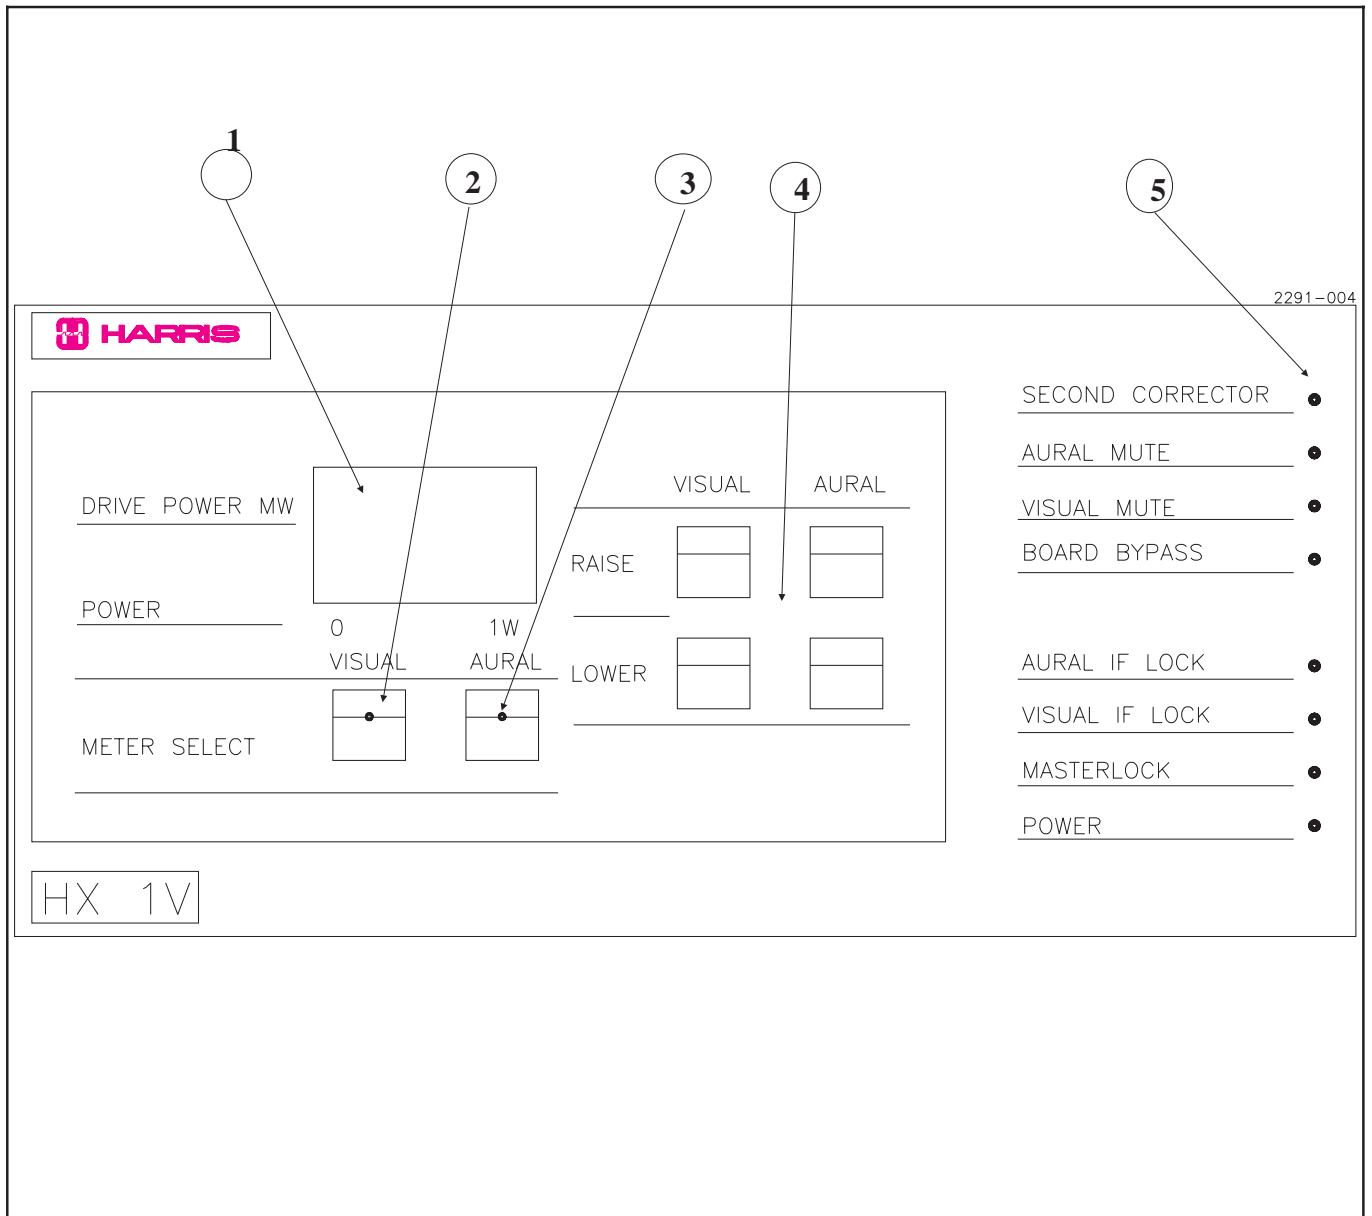 1
2
3
4
5
2291-004
HARRIS
SECOND CORRECTOR
AURAL MUTE
VISUAL MUTE
BOARD BYPASS
AURAL IF LOCK
VISUAL IF LOCK
MASTERLOCK
POWER
DRIVE POWER MW
POWER
0 1W
VISUAL AURAL
METER SELECT
VISUAL AURAL
RAISE
LOWER
HX 1V